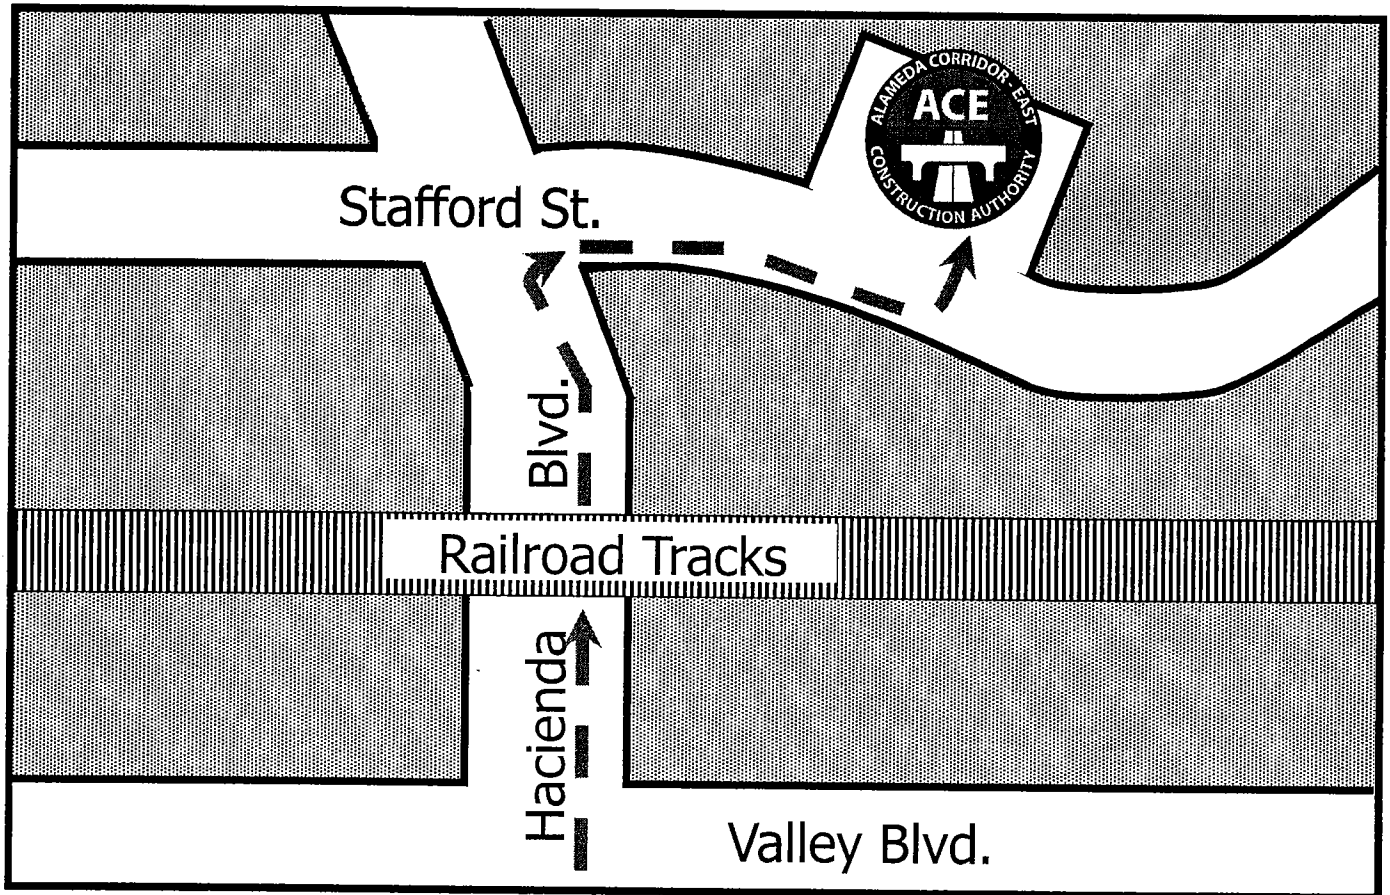 ALAMEDA CORRIDOR - EAST
ACE
CONSTRUCTION AUTHORITY
Stafford St.
Hacienda Blvd.
Railroad Tracks
Valley Blvd.